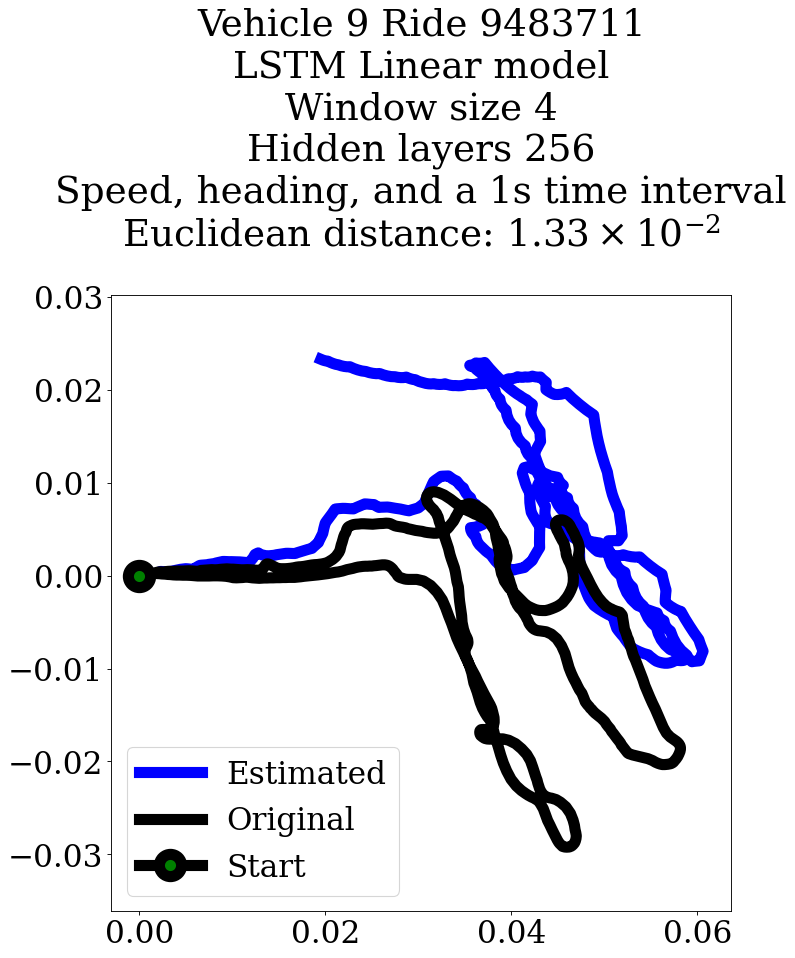 Vehicle 9 Ride 9483711
LSTM Linear model
Window size 4
Hidden layers 256
Speed, heading, and a 1s time interval
Euclidean distance: 1.33 × 10⁻²
0.03
0.02
0.01
0.00
−0.01
−0.02
−0.03
Estimated
Original
Start
0.00 0.02 0.04 0.06